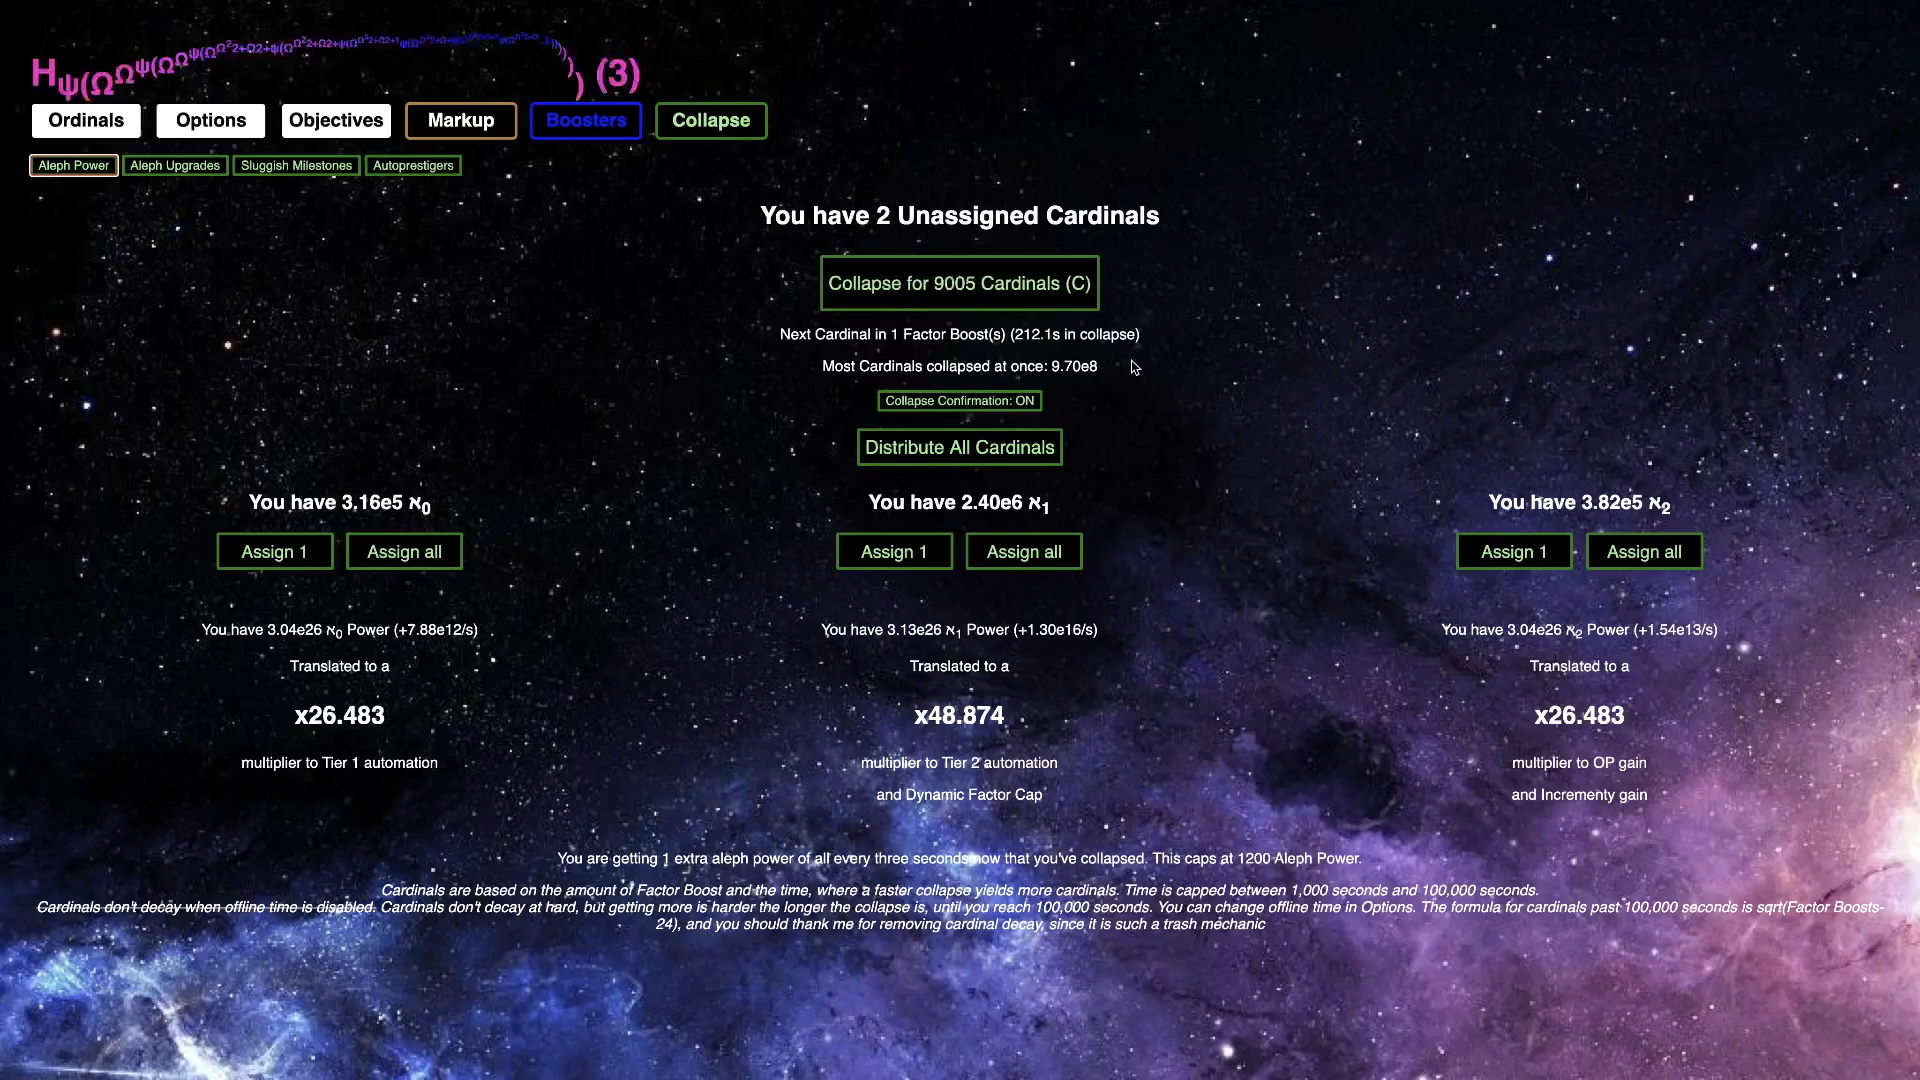 Hψ(ΩΩψ(ΩΩψ(ΩΩ²2+Ω2+ψ(ΩΩ²2+Ω2+ψ(ΩΩ²2+Ω2+1 (3)
Ordinals Options Objectives Markup Boosters Collapse
Aleph Power Aleph Upgrades Sluggish Milestones Autoprestigers
You have 2 Unassigned Cardinals
Collapse for 9005 Cardinals (C)
Next Cardinal in 1 Factor Boost(s) (212.1s in collapse)
Most Cardinals collapsed at once: 9.70e8
Collapse Confirmation: ON
Distribute All Cardinals
You have 3.16e5 ℵ0 You have 2.40e6 ℵ1 You have 3.82e5 ℵ2
Assign 1 Assign all Assign 1 Assign all Assign 1 Assign all
You have 3.04e26 ℵ0 Power (+7.88e12/s) You have 3.13e26 ℵ1 Power (+1.30e16/s) You have 3.04e26 ℵ2 Power (+1.54e13/s)
Translated to a Translated to a Translated to a
x26.483 x48.874 x26.483
multiplier to Tier 1 automation multiplier to Tier 2 automation multiplier to OP gain
and Dynamic Factor Cap and Incrementy gain
You are getting 1 extra aleph power of all every three seconds now that you've collapsed. This caps at 1200 Aleph Power.
Cardinals are based on the amount of Factor Boost and the time, where a faster collapse yields more cardinals. Time is capped between 1,000 seconds and 100,000 seconds.
Cardinals don't decay when offline time is disabled. Cardinals don't decay at hard, but getting more is harder the longer the collapse is, until you reach 100,000 seconds. You can change offline time in Options. The formula for cardinals past 100,000 seconds is sqrt(Factor Boosts-
24), and you should thank me for removing cardinal decay, since it is such a trash mechanic